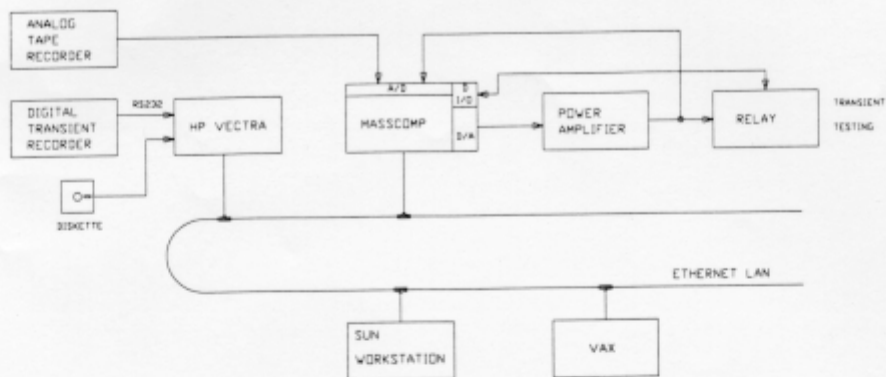 ANALOG
TAPE
RECORDER
RS232
DIGITAL
TRANSIENT
RECORDER
HP VECTRA
DISKETTE
A/D
D
I/O
MASSCOMP
D/A
POWER
AMPLIFIER
RELAY
TRANSIENT
TESTING
ETHERNET LAN
SUN
WORKSTATION
VAX